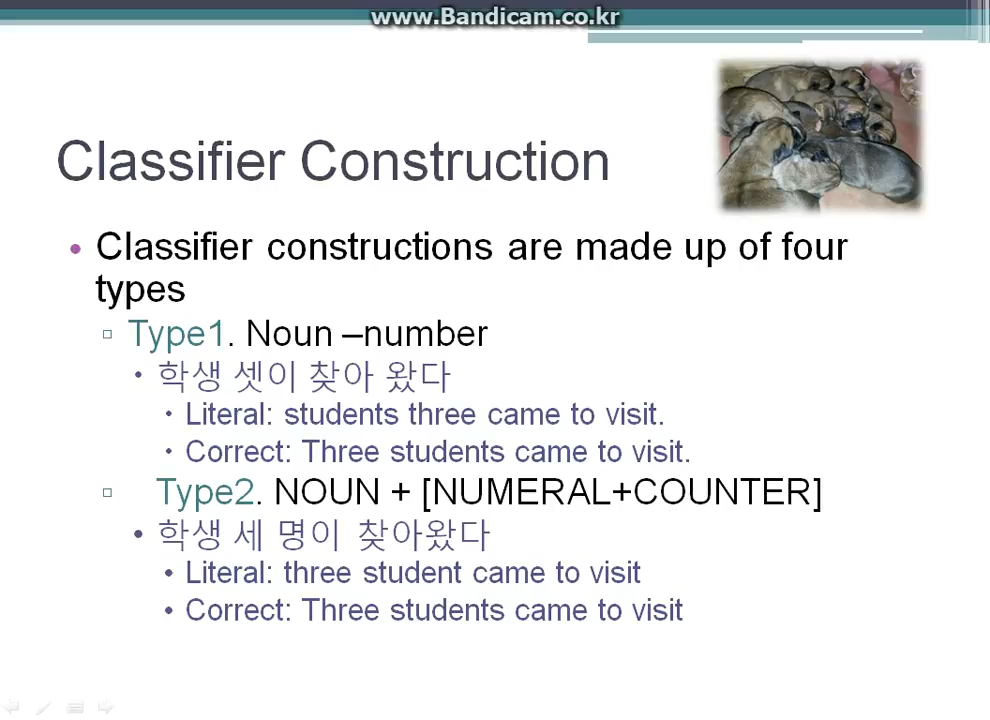 www.Bandicam.co.kr
Classifier Construction
• Classifier constructions are made up of four
types
▫ Type1. Noun –number
• 학생 셋이 찾아 왔다
• Literal: students three came to visit.
• Correct: Three students came to visit.
▫ Type2. NOUN + [NUMERAL+COUNTER]
• 학생 세 명이 찾아왔다
• Literal: three student came to visit
• Correct: Three students came to visit